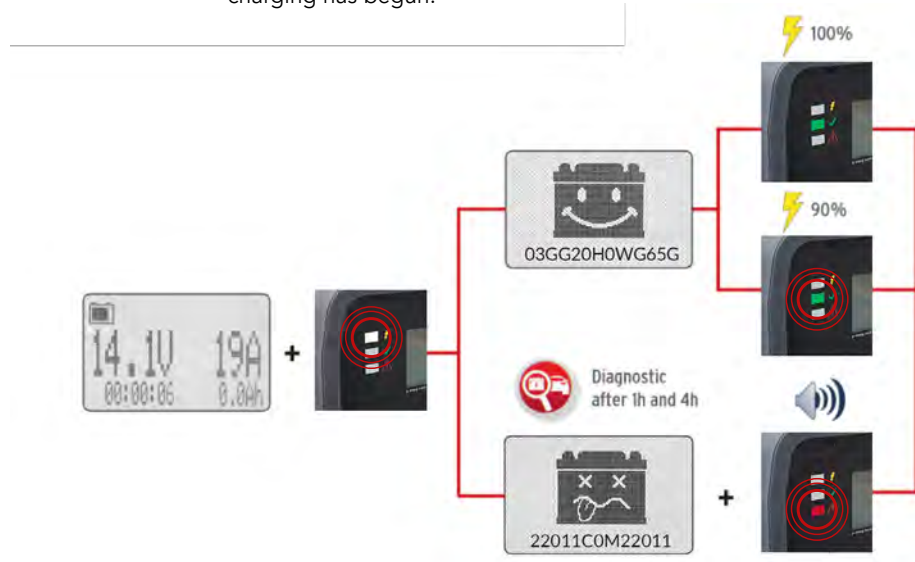 charging has begun.
100%
03GG20H0WG65G
90%
14.1V 19A
00:00:06 0.0Ah
+
Diagnostic
after 1h and 4h
22011C0M22011
+